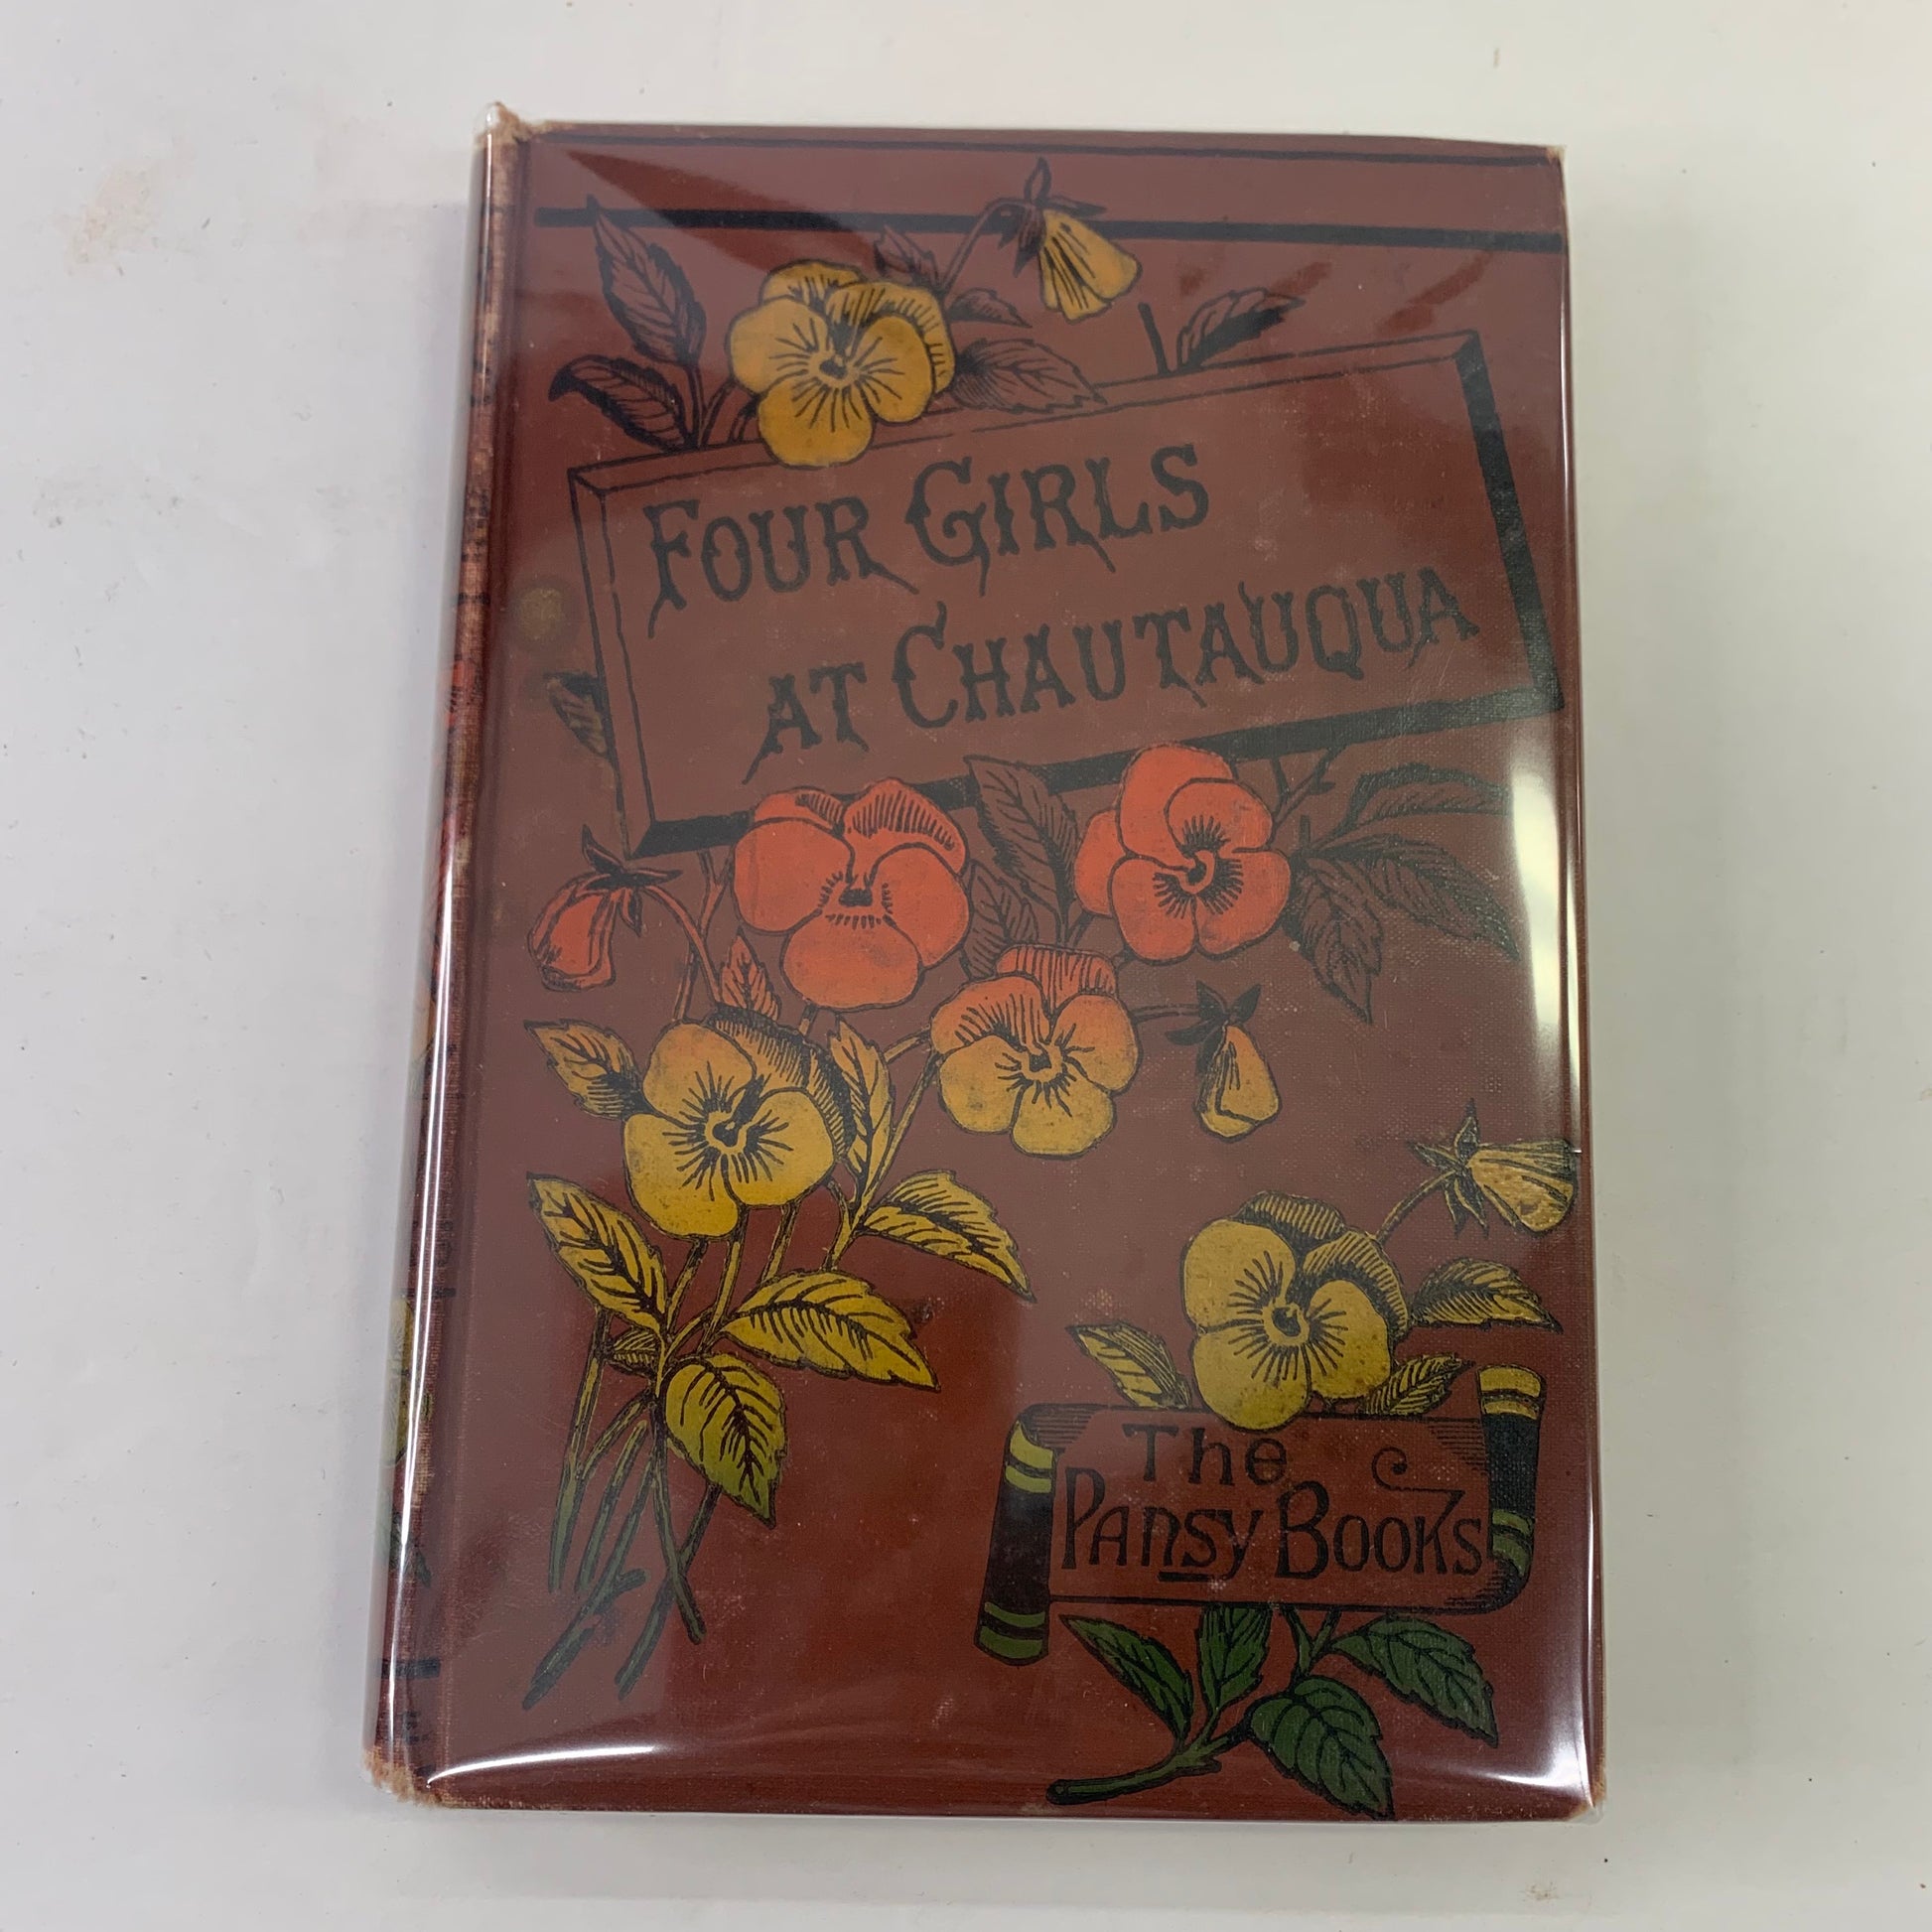 FOUR GIRLS
AT CHAUTAUQUA
The
PANSY BOOKS